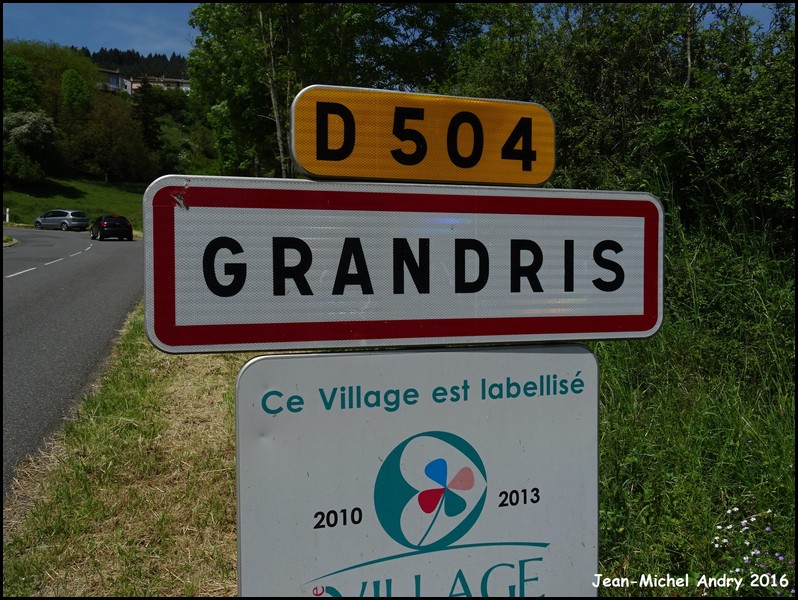 D 504
GRANDRIS
Ce Village est labellisé
2010 2013
e VILLAGE
Jean-Michel Andry 2016